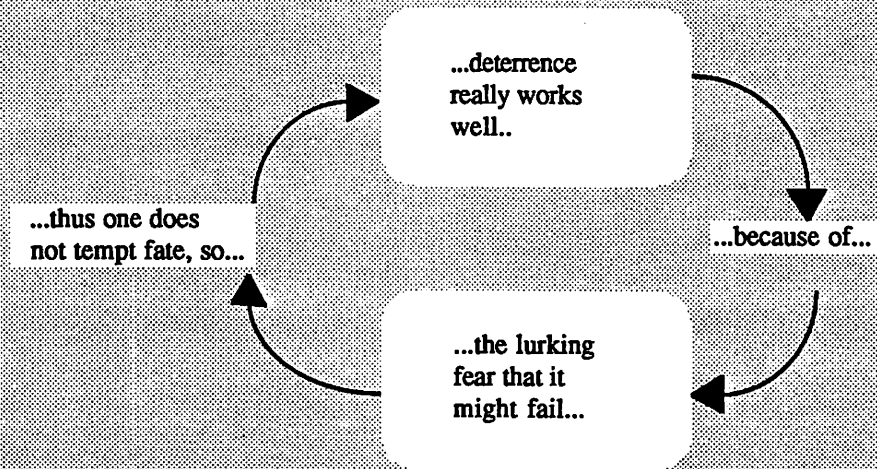 ...deterrence
really works
well..
...because of...
...the lurking
fear that it
might fail...
...thus one does
not tempt fate, so...